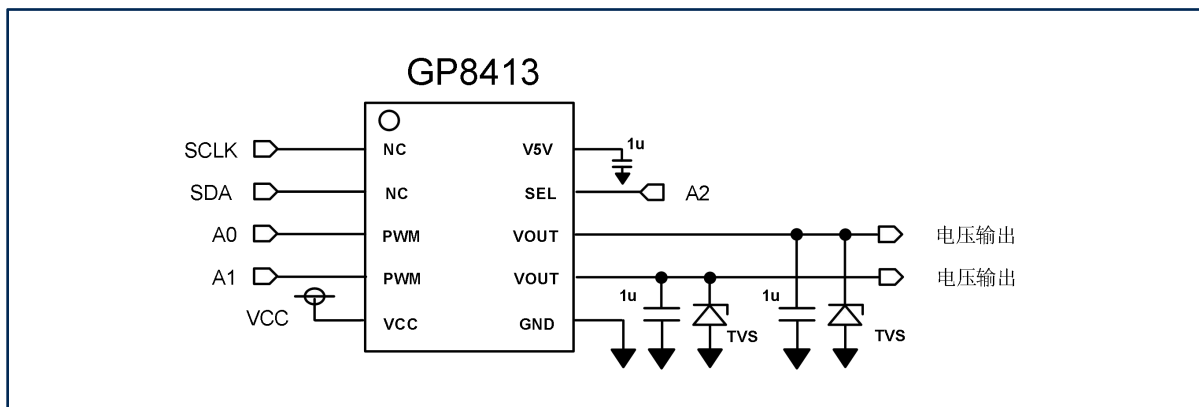 GP8413
SCLK
NC
V5V
1u
SDA
NC
SEL
A2
A0
PWM
VOUT
电压输出
A1
PWM
VOUT
电压输出
VCC
VCC
GND
1u
TVS
1u
TVS